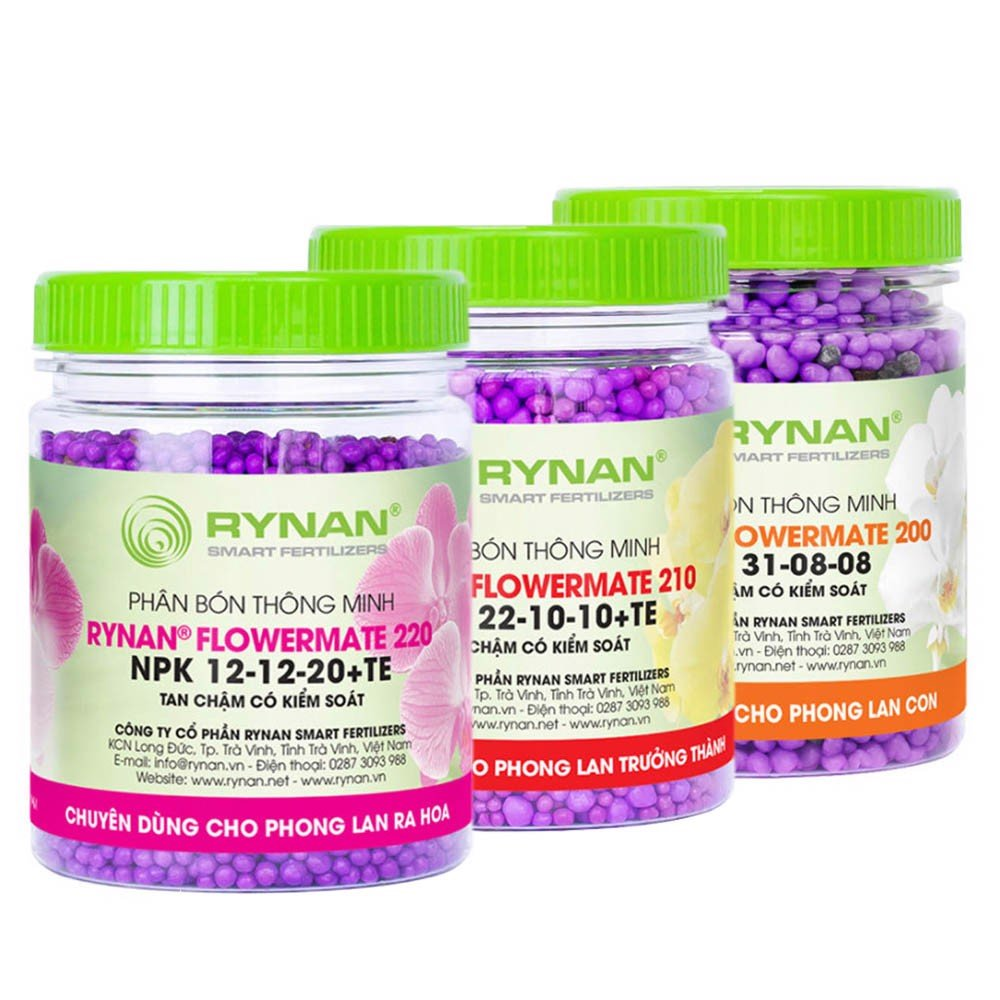 RYNAN®
SMART FERTILIZERS
PHÂN BÓN THÔNG MINH
RYNAN® FLOWERMATE 220
NPK 12-12-20+TE
TAN CHẬM CÓ KIỂM SOÁT
CÔNG TY CỔ PHẦN RYNAN SMART FERTILIZERS
KCN Long Đức, Tp. Trà Vinh, Tỉnh Trà Vinh, Việt Nam
E-mail: info@rynan.vn - Điện thoại: 0287 3093 988
Website: www.rynan.net - www.rynan.vn
CHUYÊN DÙNG CHO PHONG LAN RA HOA
RYNAN®
SMART FERTILIZERS
BÓN THÔNG MINH
FLOWERMATE 210
22-10-10+TE
CHẬM CÓ KIỂM SOÁT
PHẦN RYNAN SMART FERTILIZERS
Tp. Trà Vinh, Tỉnh Trà Vinh, Việt Nam
rynan.vn - Điện thoại: 0287 3093 988
rynan.net - www.rynan.vn
O PHONG LAN TRƯỞNG THÀNH
RYNAN®
SMART FERTILIZERS
ÓN THÔNG MINH
LOWERMATE 200
31-08-08
HẬM CÓ KIỂM SOÁT
HẦN RYNAN SMART FERTILIZERS
Trà Vinh, Tỉnh Trà Vinh, Việt Nam
.vn - Điện thoại: 0287 3093 988
.rynan.vn
CHO PHONG LAN CON